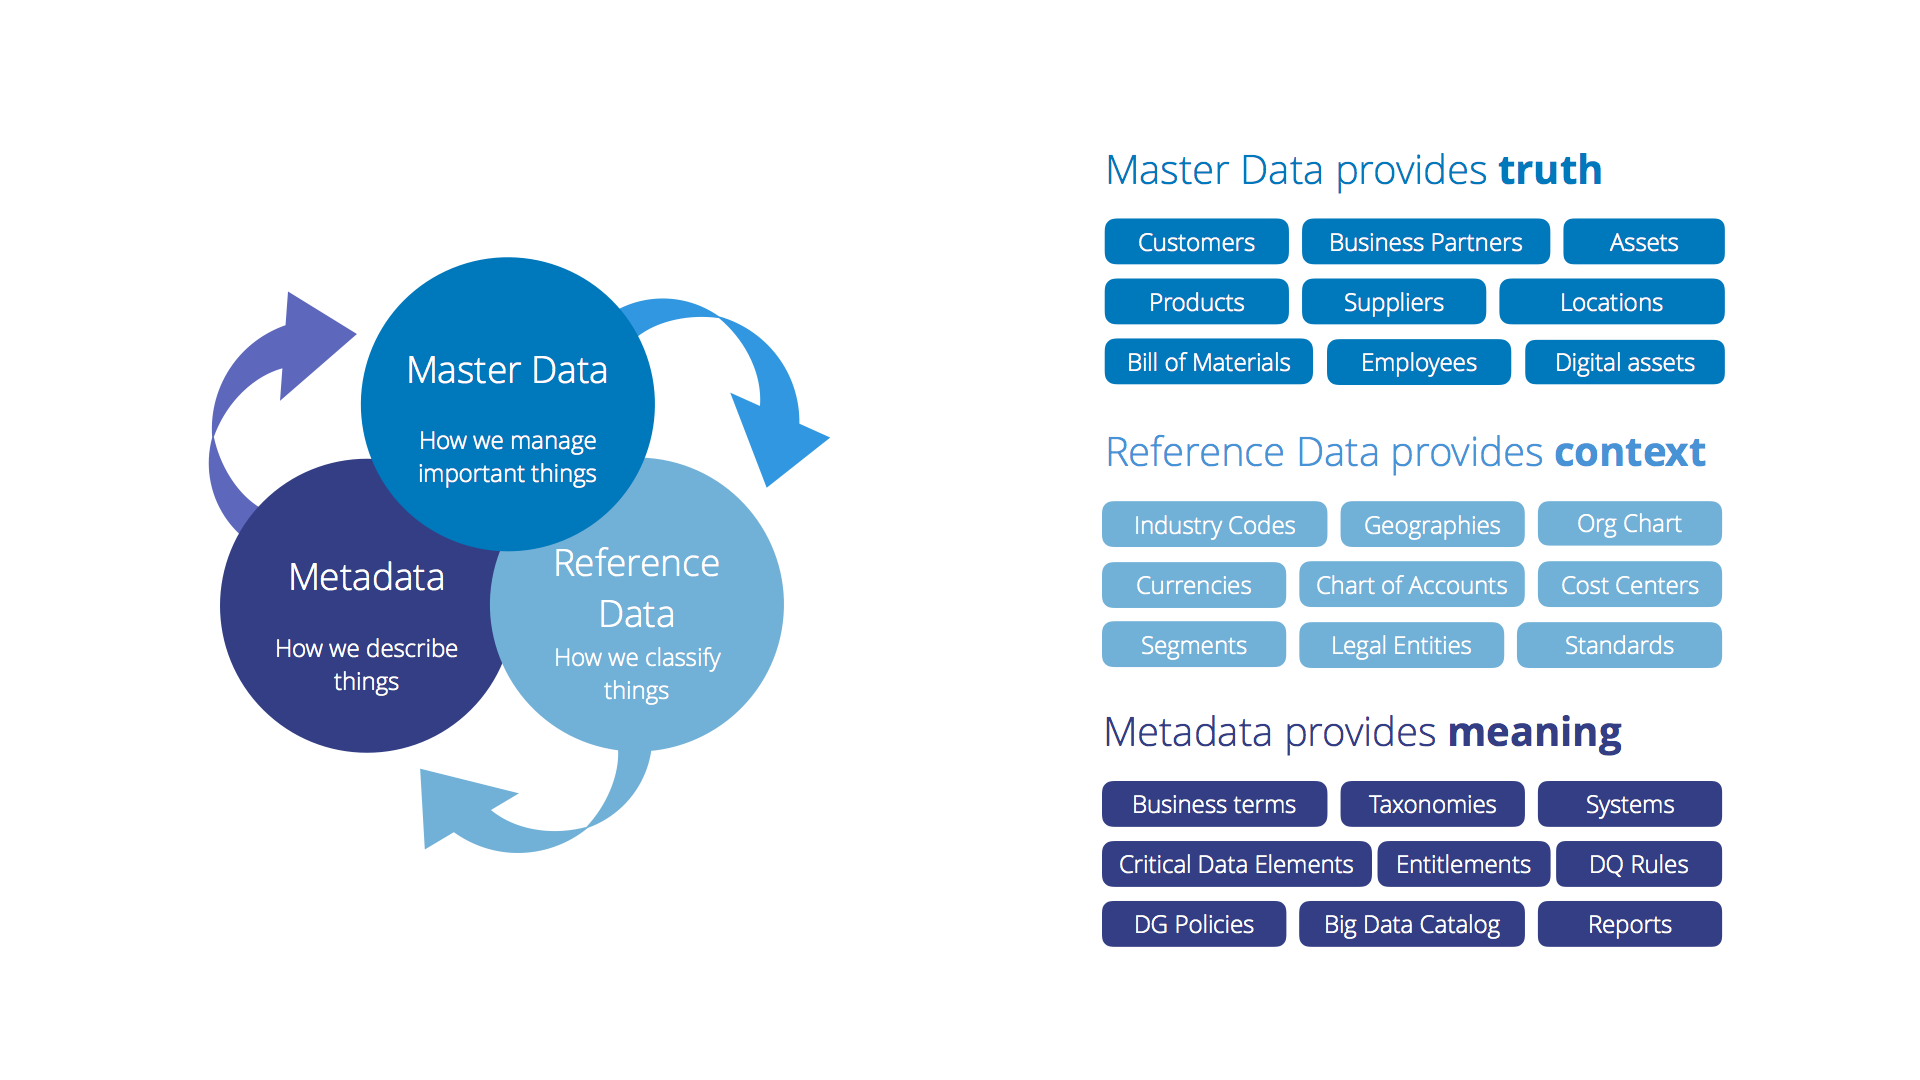 Master Data
How we manage
important things
Metadata
How we describe
things
Reference
Data
How we classify
things
Master Data provides truth
Customers
Business Partners
Assets
Products
Suppliers
Locations
Bill of Materials
Employees
Digital assets
Reference Data provides context
Industry Codes
Geographies
Org Chart
Currencies
Chart of Accounts
Cost Centers
Segments
Legal Entities
Standards
Metadata provides meaning
Business terms
Taxonomies
Systems
Critical Data Elements
Entitlements
DQ Rules
DG Policies
Big Data Catalog
Reports